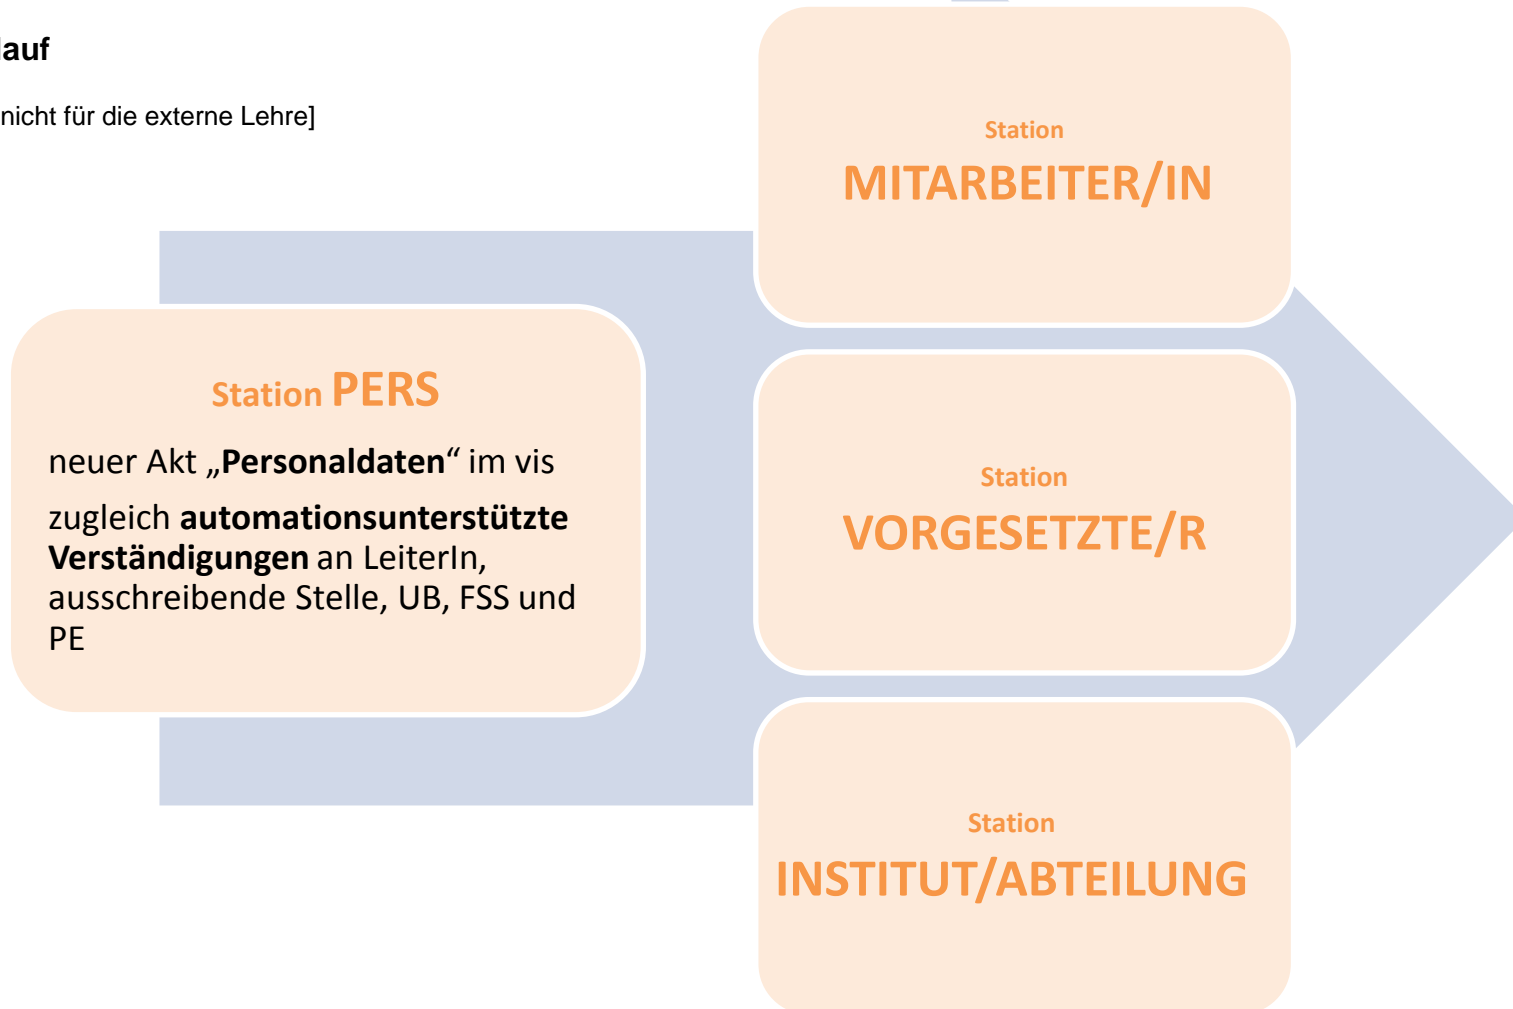 lauf
nicht für die externe Lehre]
Station
MITARBEITER/IN
Station PERS
neuer Akt „Personaldaten“ im vis
zugleich automationsunterstützte
Verständigungen an LeiterIn,
ausschreibende Stelle, UB, FSS und
PE
Station
VORGESETZTE/R
Station
INSTITUT/ABTEILUNG